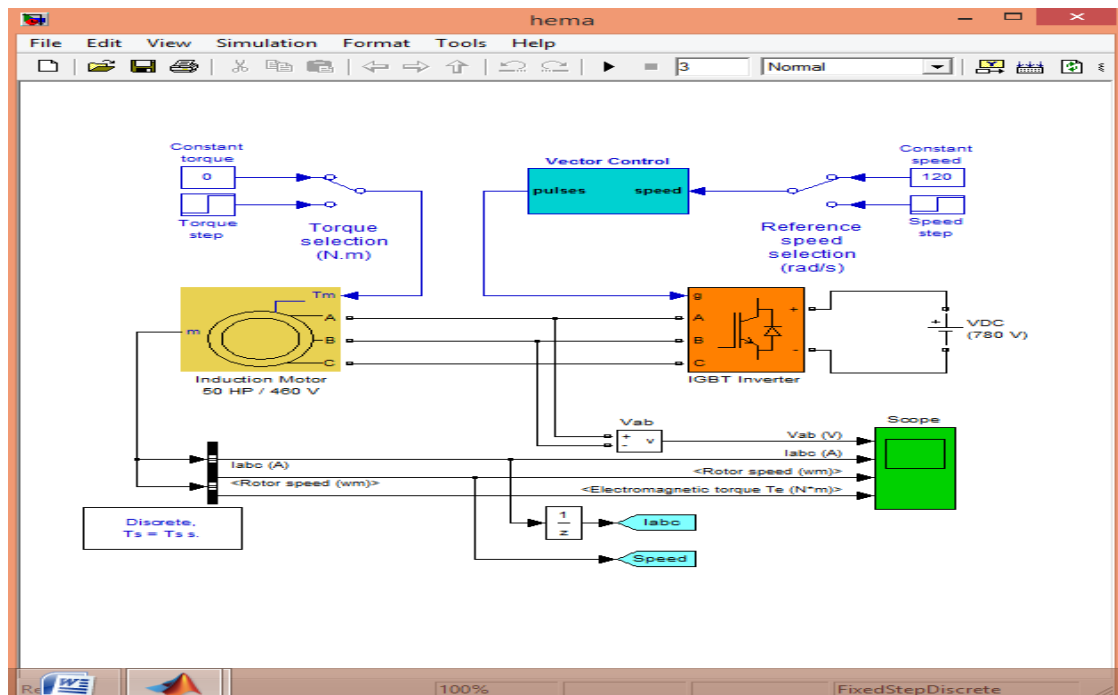 hema
File Edit View Simulation Format Tools Help
3 Normal
Constant
torque
0
Torque
step
Torque
selection
(N.m)
Vector Control
pulses speed
Constant
speed
120
Speed
step
Reference
speed
selection
(rad/s)
Tm
m
A
B
C
Induction Motor
50 HP / 460 V
g
A
B
C
+
-
IGBT Inverter
+
VDC
(780 V)
Vab
+
-
v
Scope
Vab (V)
Iabc (A)
<Rotor speed (wm)>
<Electromagnetic torque Te (N*m)>
Iabc (A)
<Rotor speed (wm)>
Discrete,
Ts = Ts s.
1
z
Iabc
Speed
100% FixedStepDiscrete